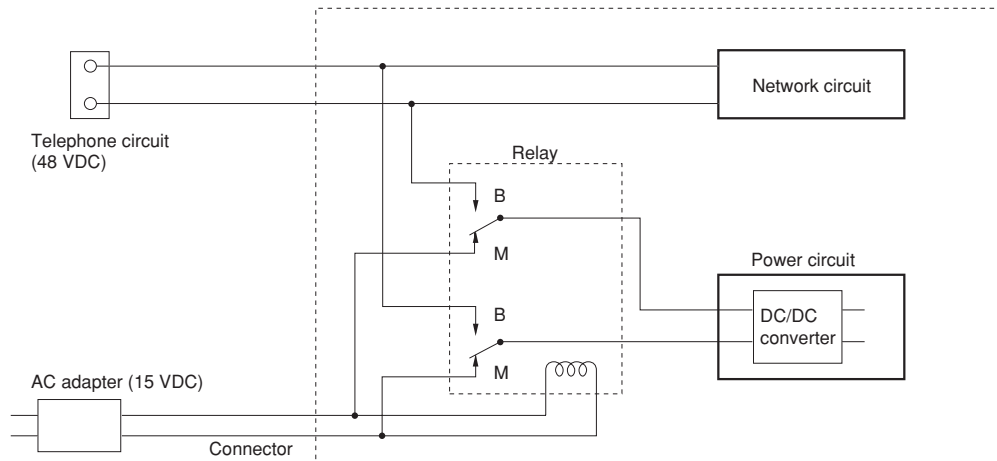 Network circuit
Telephone circuit
(48 VDC)
Relay
B
M
Power circuit
B
DC/DC
converter
M
AC adapter (15 VDC)
Connector